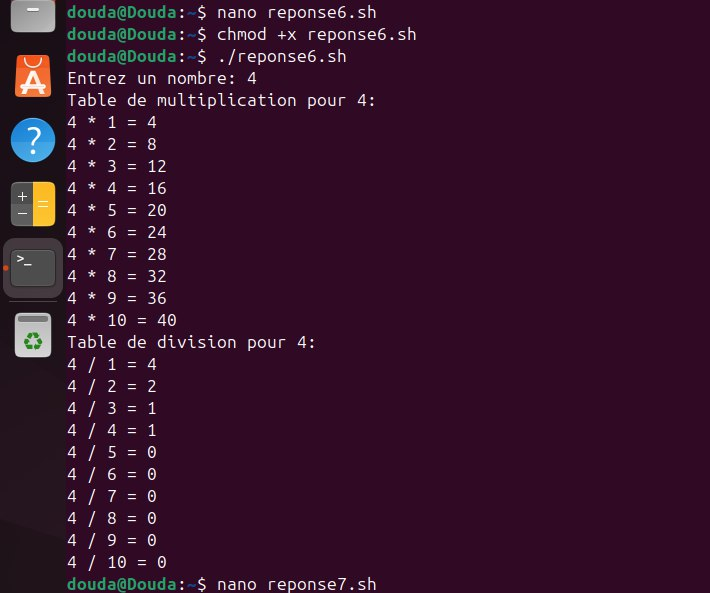 douda@Douda:~$ nano reponse6.sh
douda@Douda:~$ chmod +x reponse6.sh
douda@Douda:~$ ./reponse6.sh
Entrez un nombre: 4
Table de multiplication pour 4:
4 * 1 = 4
4 * 2 = 8
4 * 3 = 12
4 * 4 = 16
4 * 5 = 20
4 * 6 = 24
4 * 7 = 28
4 * 8 = 32
4 * 9 = 36
4 * 10 = 40
Table de division pour 4:
4 / 1 = 4
4 / 2 = 2
4 / 3 = 1
4 / 4 = 1
4 / 5 = 0
4 / 6 = 0
4 / 7 = 0
4 / 8 = 0
4 / 9 = 0
4 / 10 = 0
douda@Douda:~$ nano reponse7.sh